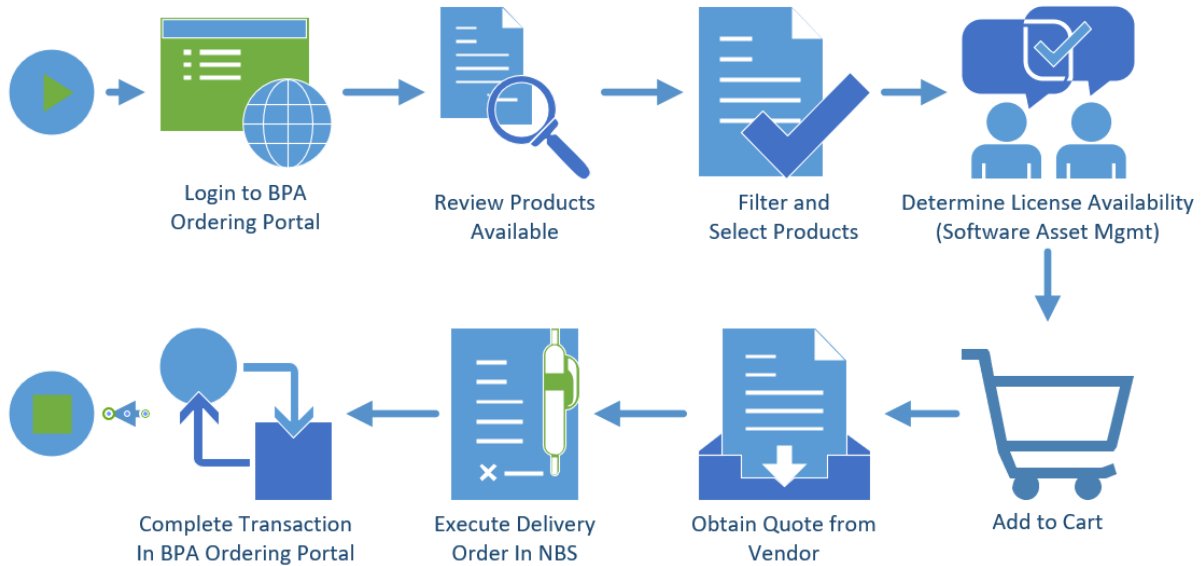 Login to BPA
Ordering Portal
Review Products
Available
Filter and
Select Products
Determine License Availability
(Software Asset Mgmt)
Add to Cart
Obtain Quote from
Vendor
Execute Delivery
Order In NBS
Complete Transaction
In BPA Ordering Portal